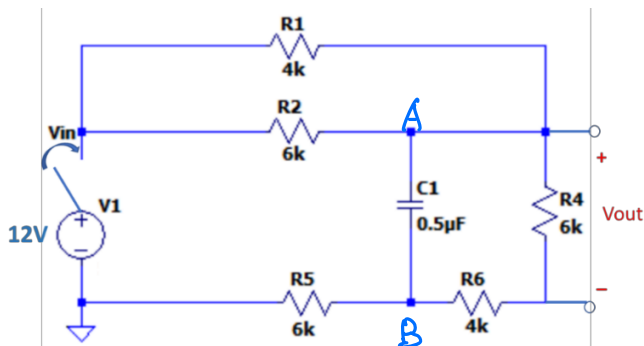 R1
4k
R2
A
Vin
6k
+
C1
R4
V1
+
0.5µF
6k
Vout
12V
–
R5
R6
–
6k
B
4k